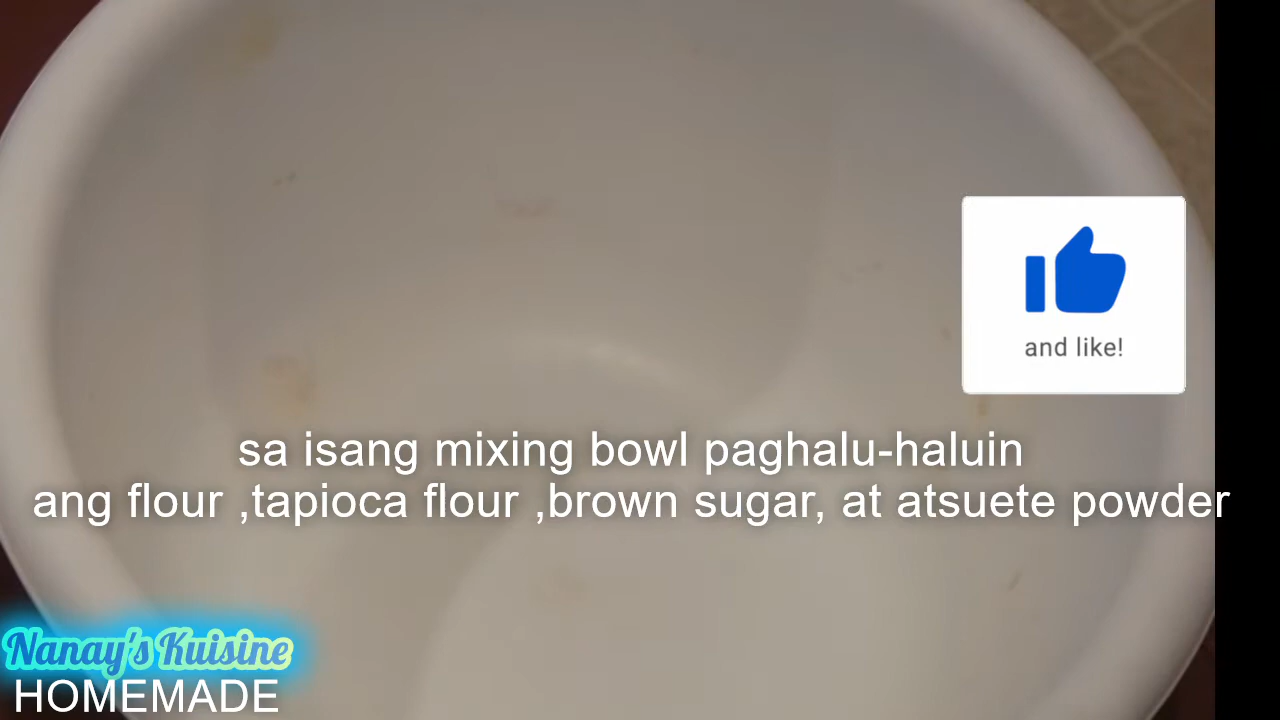 and like!
sa isang mixing bowl paghalu-haluin
ang flour ,tapioca flour ,brown sugar, at atsuete powder
Nanay's Kuisine
HOMEMADE